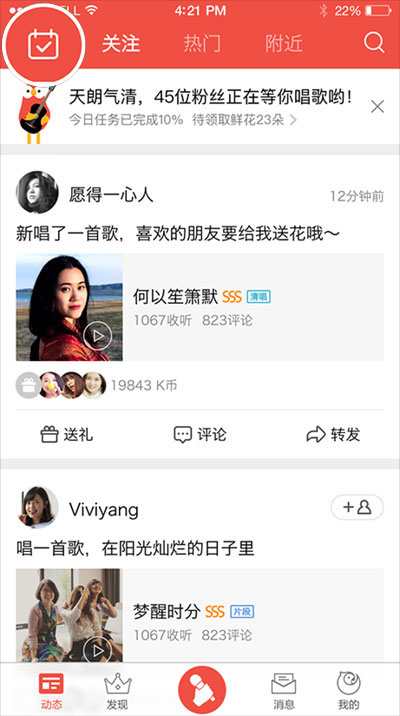 ELL 4:21 PM 22%
关注 热门 附近
天朗气清，45位粉丝正在等你唱歌哟！
今日任务已完成10% 待领取鲜花23朵
愿得一心人 12分钟前
新唱了一首歌，喜欢的朋友要给我送花哦～
何以笙箫默 SSS 清唱
1067收听 823评论
19843 K币
送礼 评论 转发
Viviyang
唱一首歌，在阳光灿烂的日子里
梦醒时分 SSS 片段
1067收听 823评论
动态 发现 消息 我的